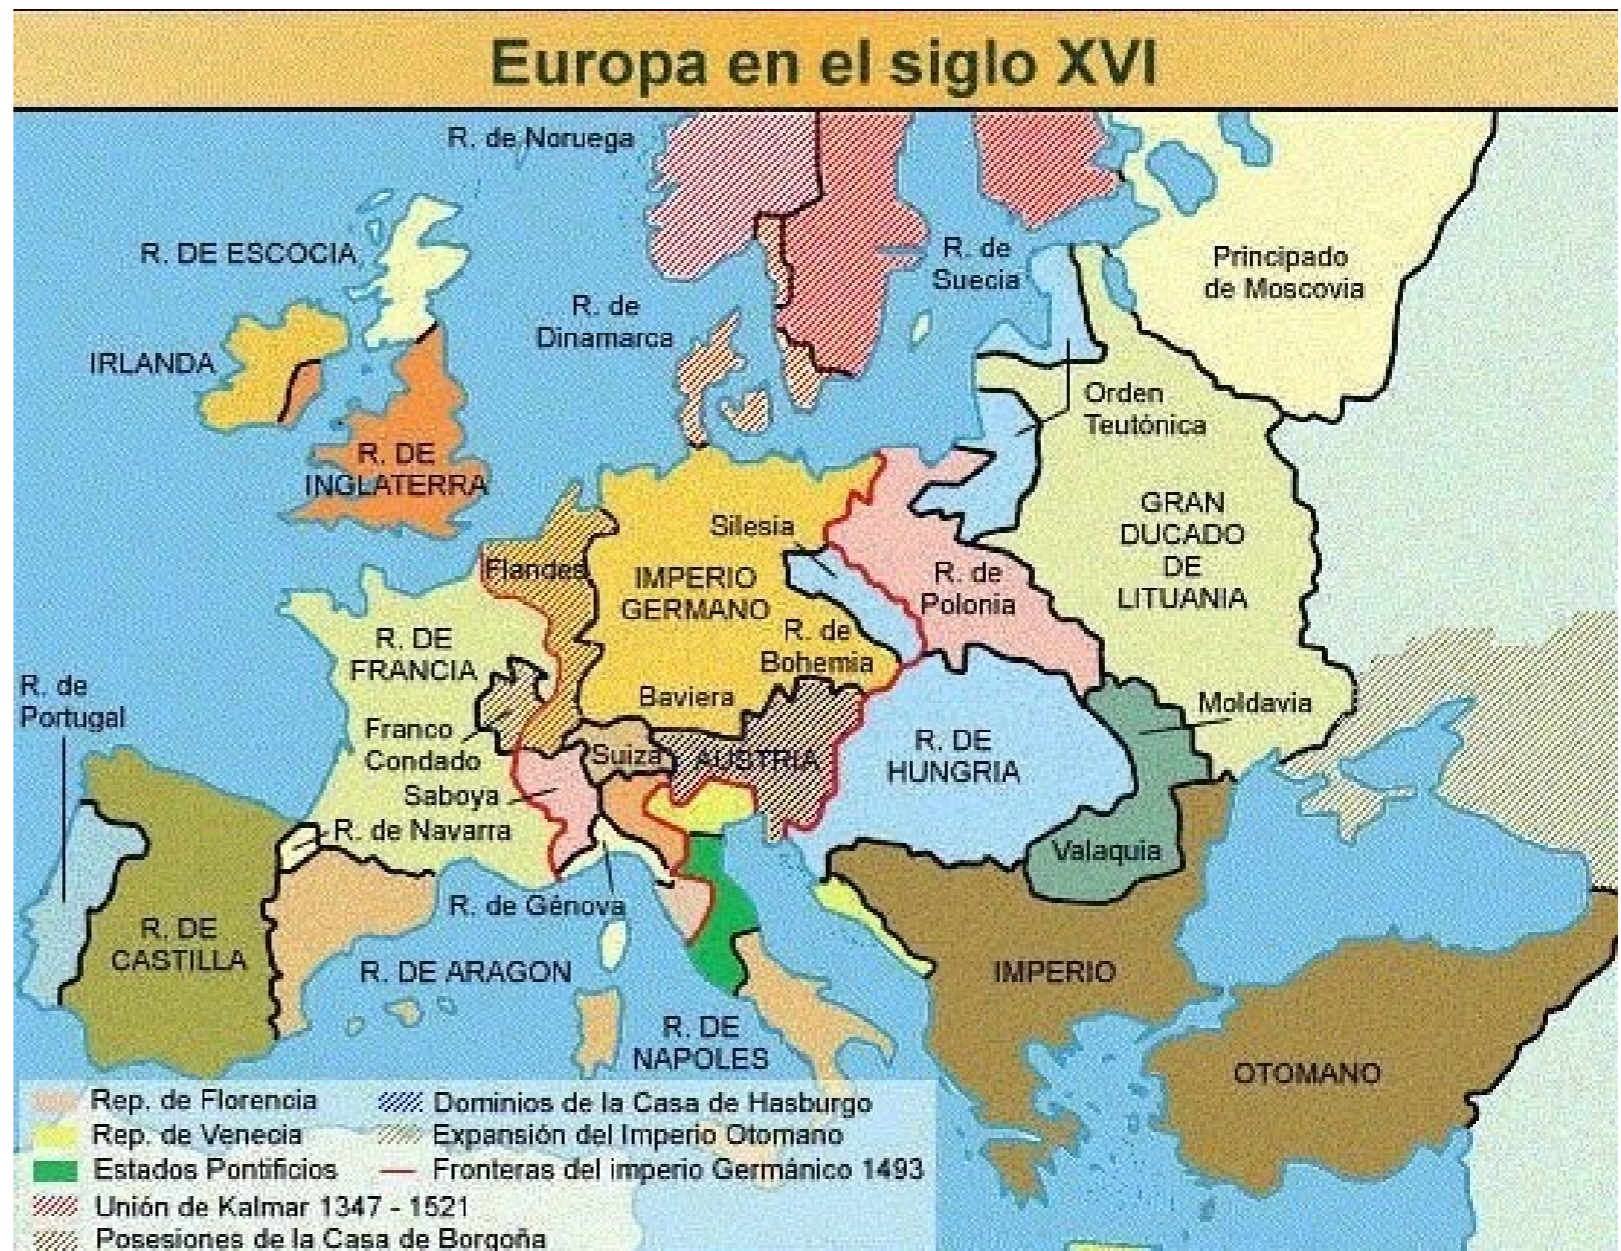 Europa en el siglo XVI
R. de Noruega
R. DE ESCOCIA
R. de
Suecia
Principado
de Moscovia
R. de
Dinamarca
IRLANDA
Orden
Teutónica
R. DE
INGLATERRA
GRAN
DUCADO
DE
LITUANIA
Silesia
Flandes
IMPERIO
GERMANO
R. de
Polonia
R. DE
FRANCIA
R. de
Bohemia
R. de
Portugal
Baviera
Moldavia
Franco
Condado
Suiza
AUSTRIA
R. DE
HUNGRIA
Saboya
R. de Navarra
Valaquia
R. de Génova
R. DE
CASTILLA
R. DE ARAGON
IMPERIO
R. DE
NAPOLES
OTOMANO
Rep. de Florencia
Rep. de Venecia
Estados Pontificios
Unión de Kalmar 1347 - 1521
Posesiones de la Casa de Borgoña
Dominios de la Casa de Hasburgo
Expansión del Imperio Otomano
Fronteras del imperio Germánico 1493